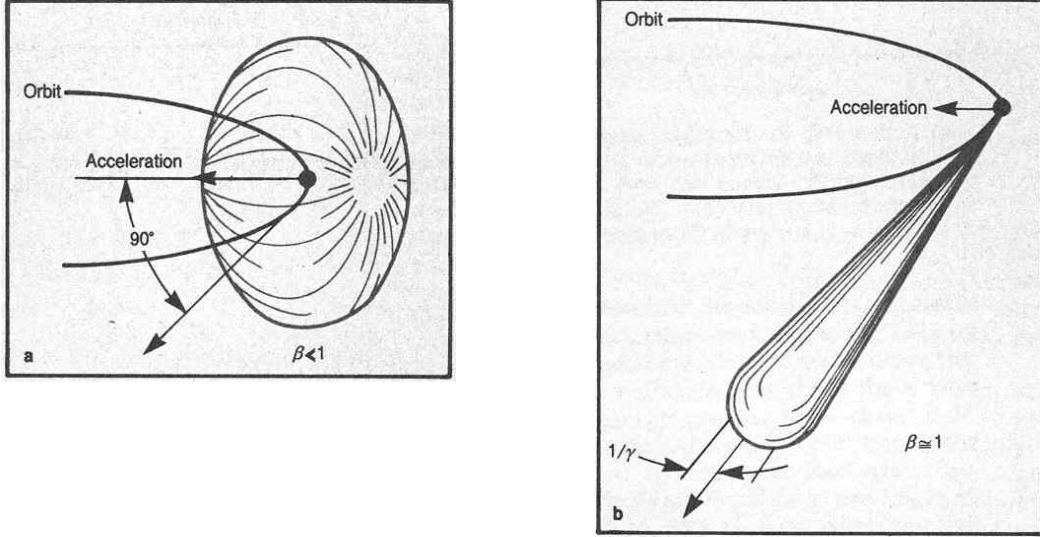 Orbit
Acceleration
90°
a
β≪1
Orbit
Acceleration
1/γ
β≅1
b